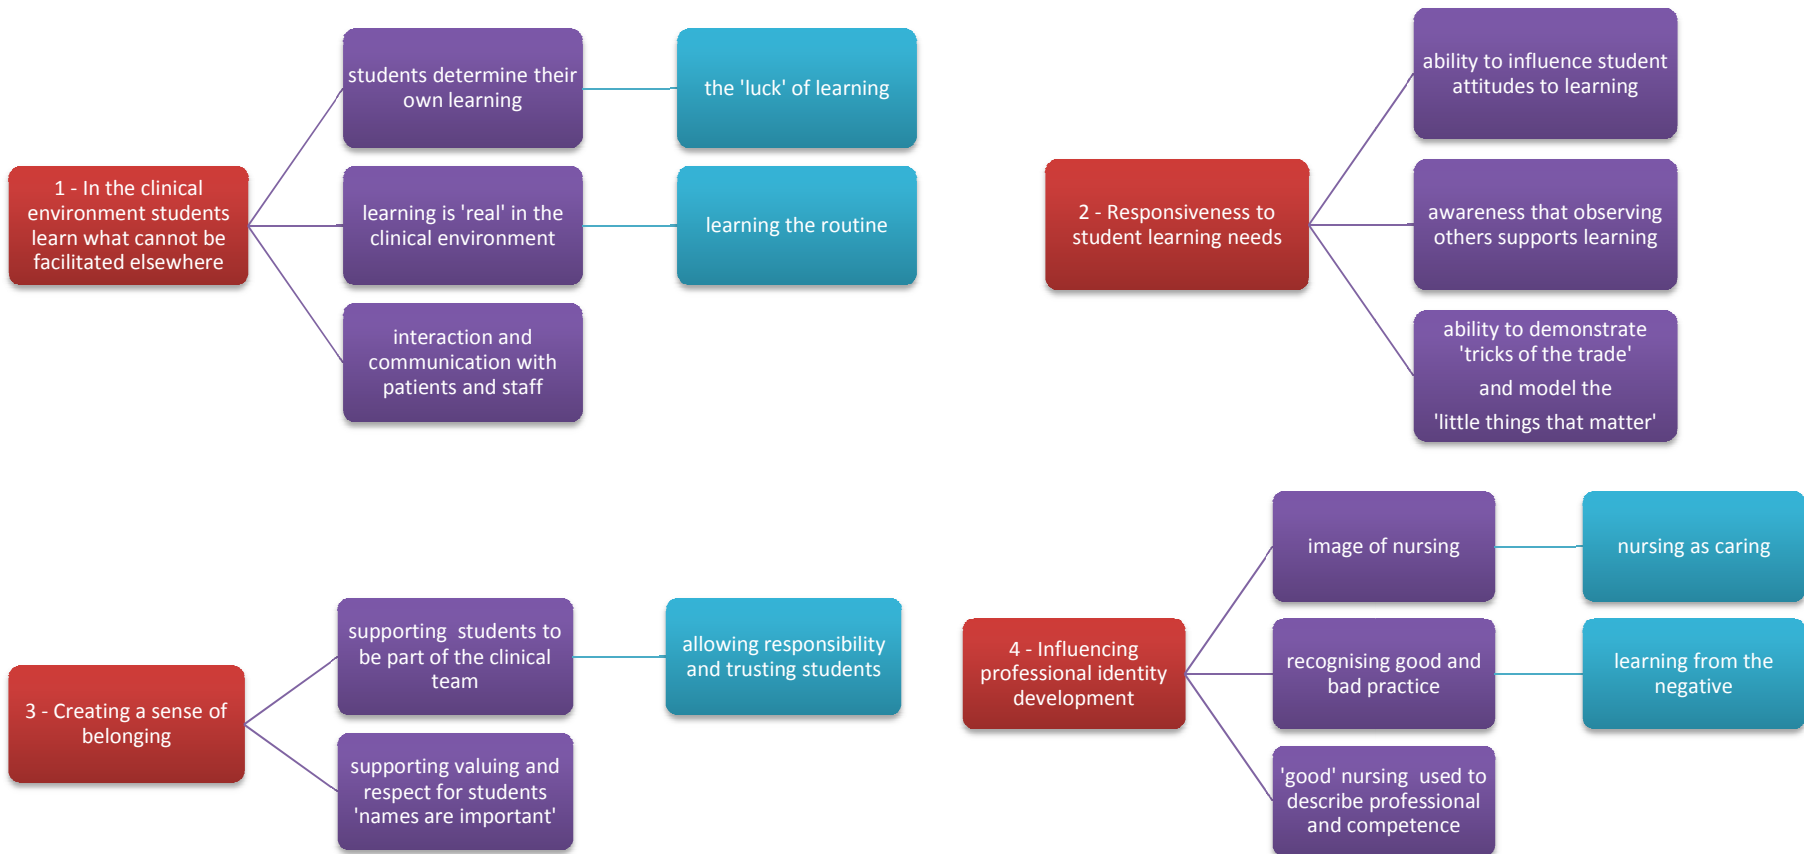 1 - In the clinical
environment students
learn what cannot be
facilitated elsewhere
students determine their
own learning
the 'luck' of learning
learning is 'real' in the
clinical environment
learning the routine
interaction and
communication with
patients and staff
2 - Responsiveness to
student learning needs
ability to influence student
attitudes to learning
awareness that observing
others supports learning
ability to demonstrate
'tricks of the trade'
and model the
'little things that matter'
3 - Creating a sense of
belonging
supporting students to
be part of the clinical
team
allowing responsibility
and trusting students
supporting valuing and
respect for students
'names are important'
4 - Influencing
professional identity
development
image of nursing
nursing as caring
recognising good and
bad practice
learning from the
negative
'good' nursing used to
describe professional
and competence